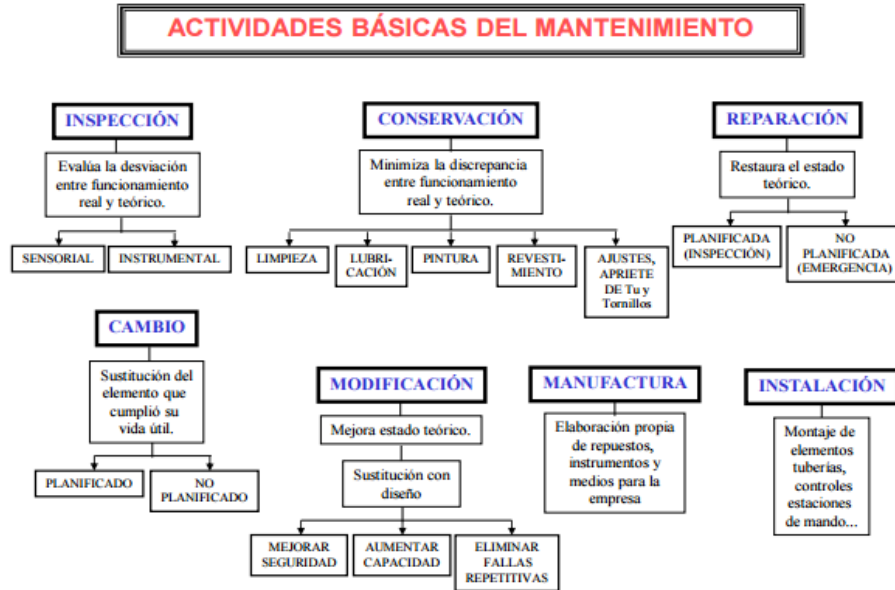 ACTIVIDADES BÁSICAS DEL MANTENIMIENTO
INSPECCIÓN
Evalúa la desviación
entre funcionamiento
real y teórico.
SENSORIAL
INSTRUMENTAL
CONSERVACIÓN
Minimiza la discrepancia
entre funcionamiento
real y teórico.
LIMPIEZA
LUBRI-
CACIÓN
PINTURA
REVESTI-
MIENTO
AJUSTES,
APRIETE
DE Tu y
Tornillos
REPARACIÓN
Restaura el estado
teórico.
PLANIFICADA
(INSPECCIÓN)
NO
PLANIFICADA
(EMERGENCIA)
CAMBIO
Sustitución del
elemento que
cumplió su
vida útil.
PLANIFICADO
NO
PLANIFICADO
MODIFICACIÓN
Mejora estado teórico.
Sustitución con
diseño
MEJORAR
SEGURIDAD
AUMENTAR
CAPACIDAD
ELIMINAR
FALLAS
REPETITIVAS
MANUFACTURA
Elaboración propia
de repuestos,
instrumentos y
medios para la
empresa
INSTALACIÓN
Montaje de
elementos
tuberías,
controles
estaciones
de mando...